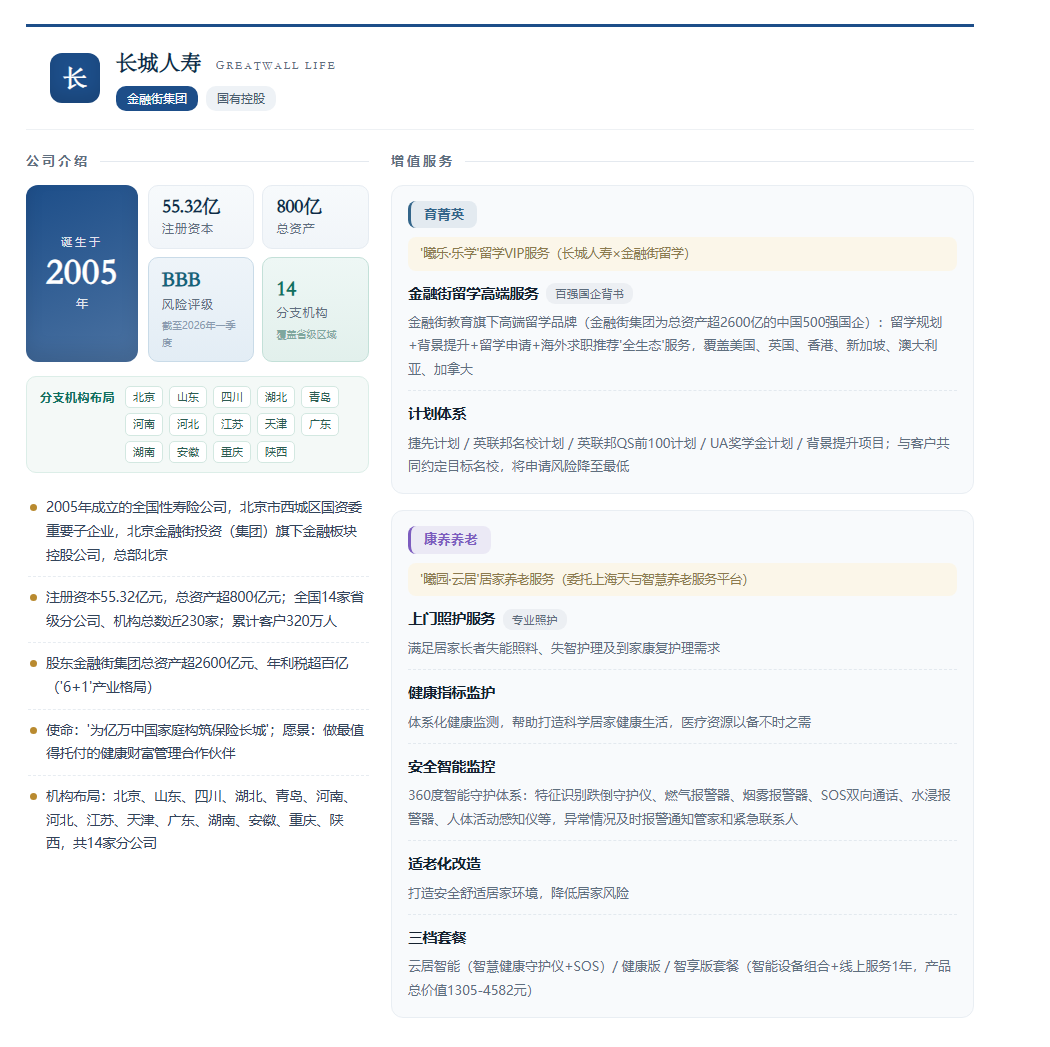 长
长城人寿 GREATWALL LIFE
金融街集团 国有控股
公司介绍
诞生于
2005
年
55.32亿
注册资本
800亿
总资产
BBB
风险评级
截至2026年一季
度
14
分支机构
覆盖省级区域
分支机构布局 北京 山东 四川 湖北 青岛
河南 河北 江苏 天津 广东
湖南 安徽 重庆 陕西
2005年成立的全国性寿险公司，北京市西城区国资委
重要子企业，北京金融街投资（集团）旗下金融板块
控股公司，总部北京
注册资本55.32亿元，总资产超800亿元；全国14家省
级分公司、机构总数近230家；累计客户320万人
股东金融街集团总资产超2600亿元、年利税超百亿
（'6+1'产业格局）
使命：'为亿万中国家庭构筑保险长城'；愿景：做最值
得托付的健康财富管理合作伙伴
机构布局：北京、山东、四川、湖北、青岛、河南、
河北、江苏、天津、广东、湖南、安徽、重庆、陕
西，共14家分公司
增值服务
育菁英
'曦乐·乐学'留学VIP服务（长城人寿×金融街留学）
金融街留学高端服务 百强国企背书
金融街教育旗下高端留学品牌（金融街集团为总资产超2600亿的中国500强国企）：留学规划
+背景提升+留学申请+海外求职推荐'全生态'服务，覆盖美国、英国、香港、新加坡、澳大利
亚、加拿大
计划体系
捷先计划 / 英联邦名校计划 / 英联邦QS前100计划 / UA奖学金计划 / 背景提升项目；与客户共
同约定目标名校，将申请风险降至最低
康养养老
'曦园·云居'居家养老服务（委托上海天与智慧养老服务平台）
上门照护服务 专业照护
满足居家长者失能照料、失智护理及到家康复护理需求
健康指标监护
体系化健康监测，帮助打造科学居家健康生活，医疗资源以备不时之需
安全智能监控
360度智能守护体系：特征识别跌倒守护仪、燃气报警器、烟雾报警器、SOS双向通话、水浸报
警器、人体活动感知仪等，异常情况及时报警通知管家和紧急联系人
适老化改造
打造安全舒适居家环境，降低居家风险
三档套餐
云居智能（智慧健康守护仪+SOS）/ 健康版 / 智享版套餐（智能设备组合+线上服务1年，产品
总价值1305-4582元）